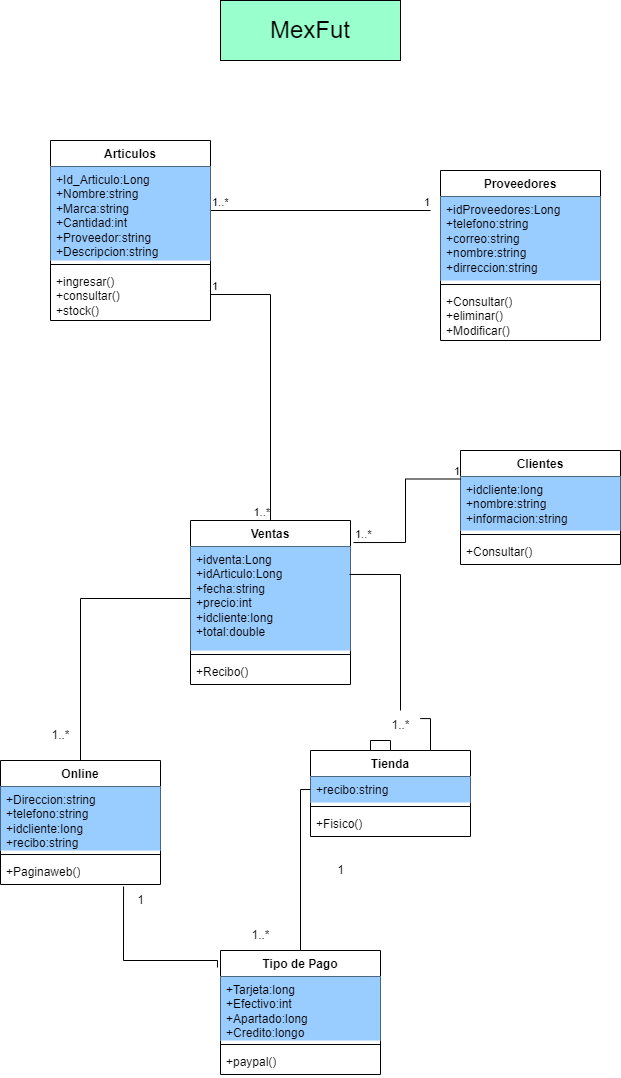 MexFut
Articulos
+Id_Articulo:Long
+Nombre:string
+Marca:string
+Cantidad:int
+Proveedor:string
+Descripcion:string
+ingresar()
+consultar()
+stock()
1..*
1
Proveedores
+idProveedores:Long
+telefono:string
+correo:string
+nombre:string
+dirreccion:string
+Consultar()
+eliminar()
+Modificar()
1
1..*
Clientes
+idcliente:long
+nombre:string
+informacion:string
+Consultar()
1
1..*
Ventas
+idventa:Long
+idArticulo:Long
+fecha:string
+precio:int
+idcliente:long
+total:double
+Recibo()
1..*
1..*
Online
+Direccion:string
+telefono:string
+idcliente:long
+recibo:string
+Paginaweb()
Tienda
+recibo:string
+Fisico()
1
1
1..*
Tipo de Pago
+Tarjeta:long
+Efectivo:int
+Apartado:long
+Credito:longo
+paypal()